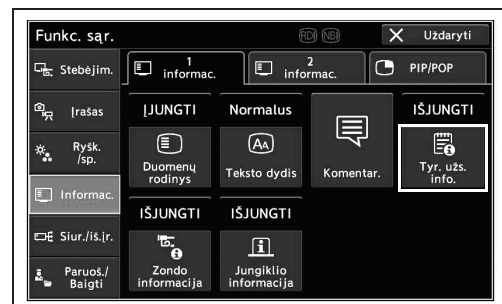 Funkc. sąr.
RDI NBI
Uždaryti
Stebėjim.
1
informac.
2
informac.
PIP/POP
Įrašas
ĮJUNGTI
Normalus
IŠJUNGTI
Duomenų
rodinys
Teksto dydis
Komentar.
Tyr. užs.
info.
Ryšk.
/sp.
Informac.
IŠJUNGTI
IŠJUNGTI
Zondo
informacija
Jungiklio
informacija
Siur./iš.įr.
Paruoš./
Baigti